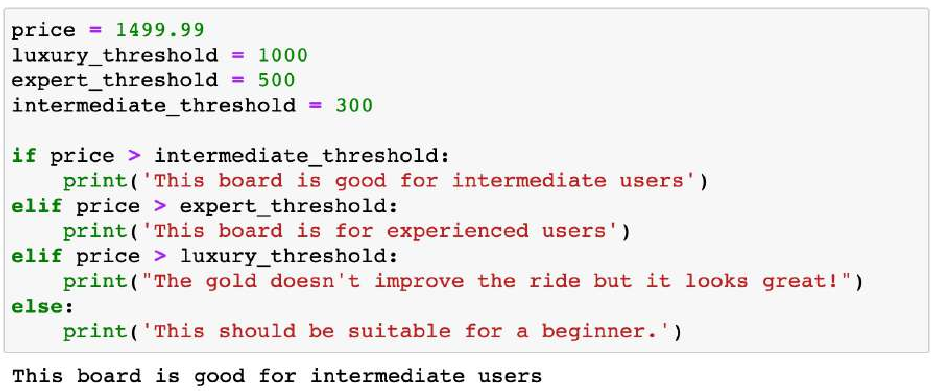 price = 1499.99
luxury_threshold = 1000
expert_threshold = 500
intermediate_threshold = 300

if price > intermediate_threshold:
    print('This board is good for intermediate users')
elif price > expert_threshold:
    print('This board is for experienced users')
elif price > luxury_threshold:
    print("The gold doesn't improve the ride but it looks great!")
else:
    print('This should be suitable for a beginner.')
This board is good for intermediate users